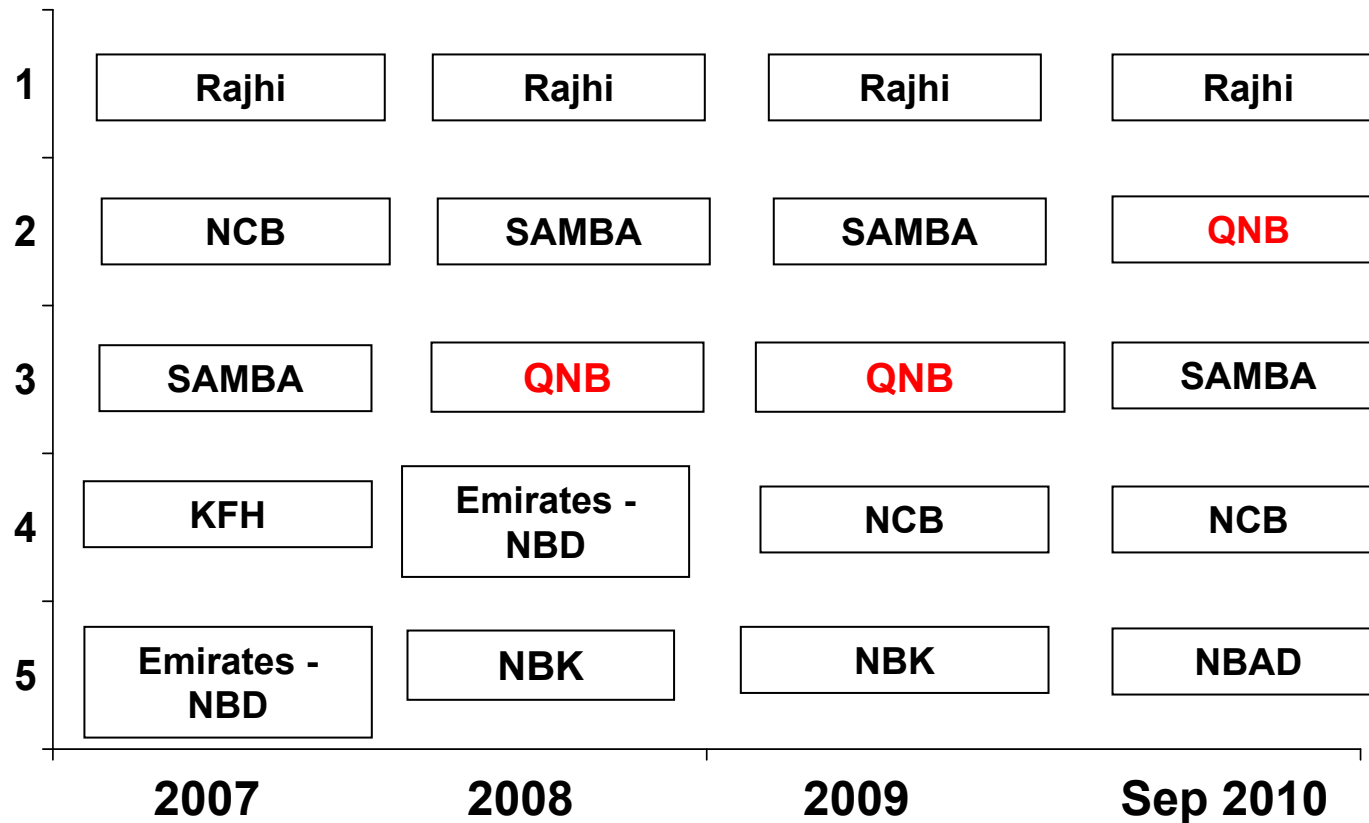 1
Rajhi
Rajhi
Rajhi
Rajhi
2
NCB
SAMBA
SAMBA
QNB
3
SAMBA
QNB
QNB
SAMBA
4
KFH
Emirates -
NBD
NCB
NCB
5
Emirates -
NBD
NBK
NBK
NBAD
2007
2008
2009
Sep 2010